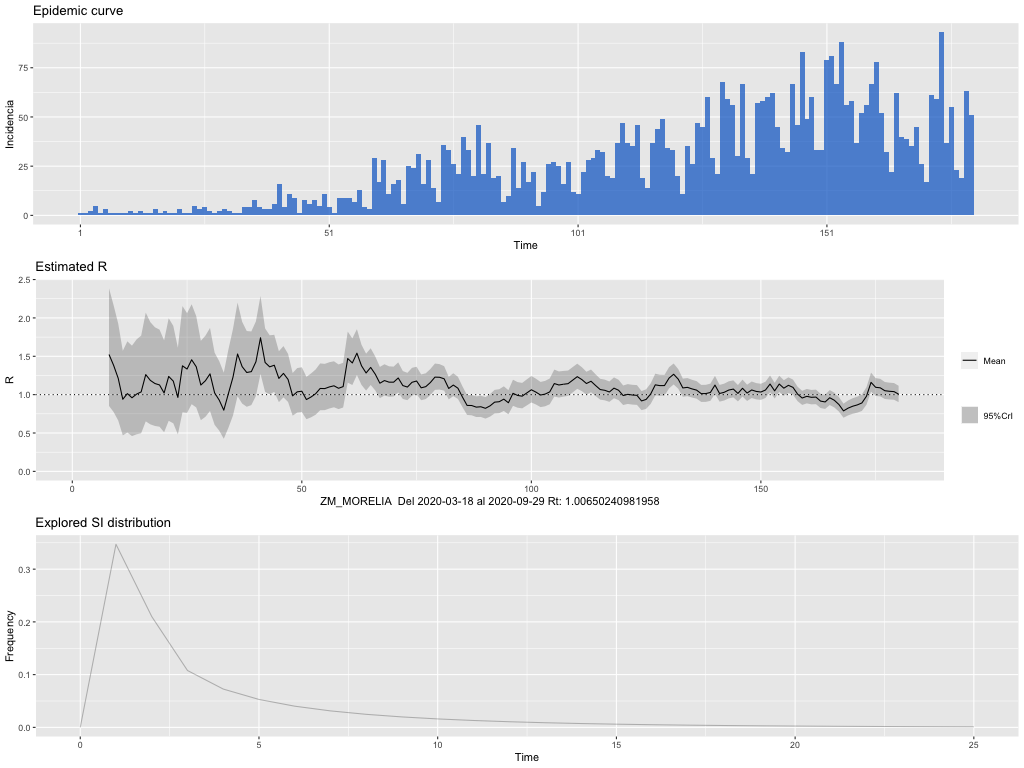 Epidemic curve
75
50
25
0
Incidencia
1 51 101 151
Time
Estimated R
2.5
2.0
1.5
1.0
0.5
0.0
R
0 50 100 150
Mean
95%CrI
ZM_MORELIA Del 2020-03-18 al 2020-09-29 Rt: 1.00650240981958
Explored SI distribution
0.3
0.2
0.1
0.0
Frequency
0 5 10 15 20 25
Time